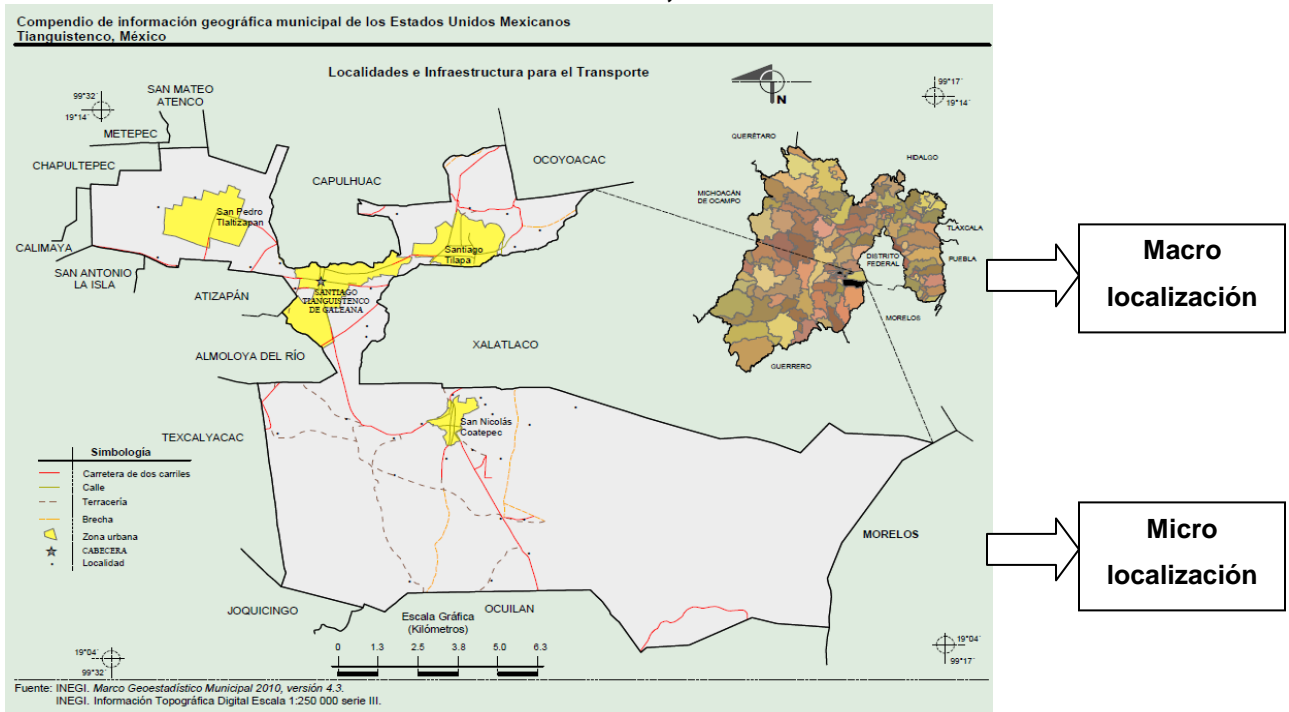 Compendio de información geográfica municipal de los Estados Unidos Mexicanos
Tianguistenco, México
Localidades e Infraestructura para el Transporte
99°32´
19°14´
SAN MATEO
ATENCO
METEPEC
CHAPULTEPEC
CAPULHUAC
OCOYOACAC
San Pedro
Tlaltizapan
CALIMAYA
SAN ANTONIO
LA ISLA
ATIZAPÁN
Santiago
Tilapa
SANTIAGO
TIANGUISTENCO
DE GALEANA
ALMOLOYA DEL RÍO
XALATLACO
N
99°17´
19°14´
QUERÉTARO
HIDALGO
MICHOACÁN
DE OCAMPO
TLAXCALA
DISTRITO
FEDERAL
PUEBLA
MORELOS
GUERRERO
Macro
localización
TEXCALYACAC
San Nicolás
Coatepec
Simbología
Carretera de dos carriles
Calle
Terracería
Brecha
Zona urbana
CABECERA
Localidad
MORELOS
Micro
localización
JOQUICINGO
OCUILAN
Escala Gráfica
(Kilómetros)
0 1.3 2.5 3.8 5.0 6.3
19°04´
99°32´
19°04´
99°17´
Fuente: INEGI. Marco Geoestadístico Municipal 2010, versión 4.3.
INEGI. Información Topográfica Digital Escala 1:250 000 serie III.